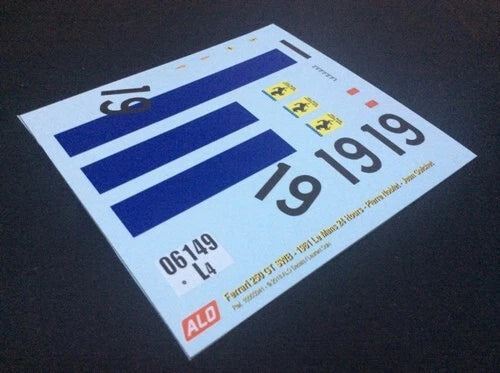 19
Ferrari
19 19 19
06149
• L4
ALD
Ferrari 250 GT SWB - 1961 Le Mans 24 Hours - Pierre Noblet - Jean Guichet